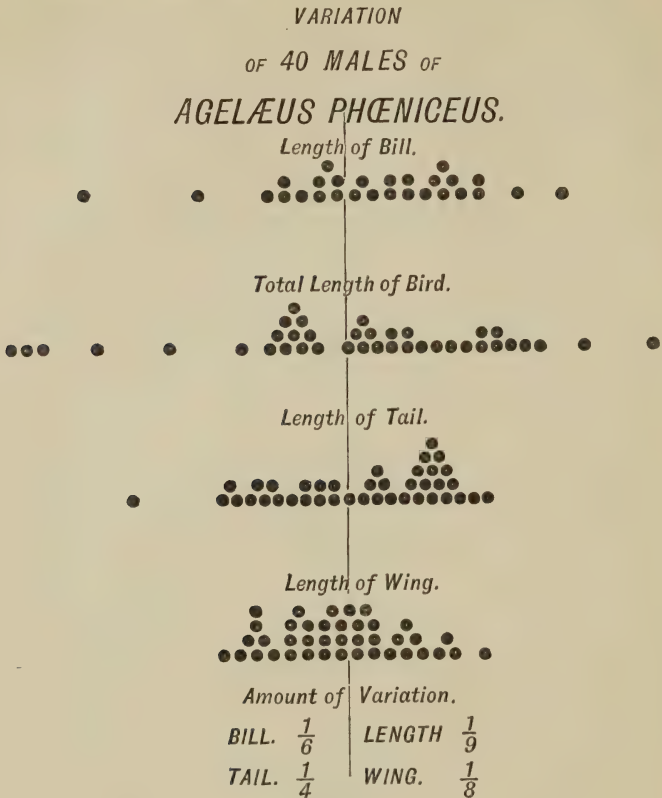 VARIATION
OF 40 MALES OF
AGELÆUS PHŒNICEUS.
Length of Bill.
Total Length of Bird.
Length of Tail.
Length of Wing.
Amount of Variation.
BILL. 1/6 LENGTH 1/9
TAIL. 1/4 WING. 1/8